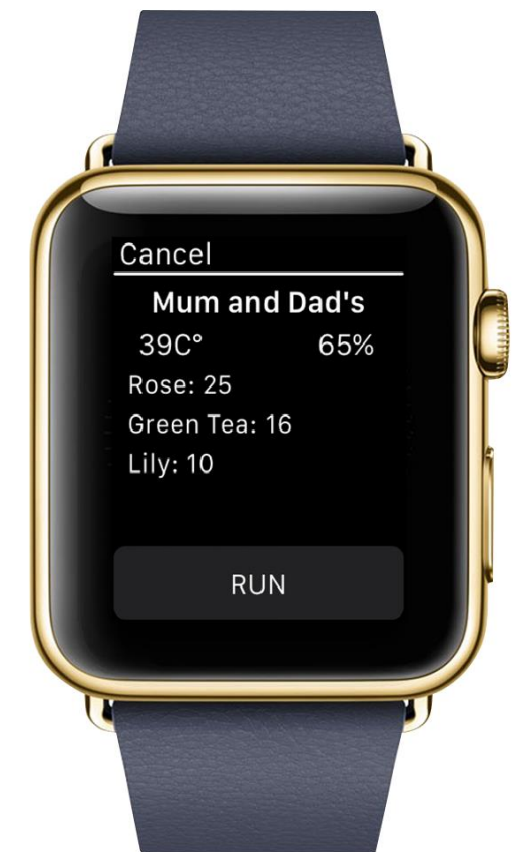 Cancel
Mum and Dad's
39C° 65%
Rose: 25
Green Tea: 16
Lily: 10
RUN